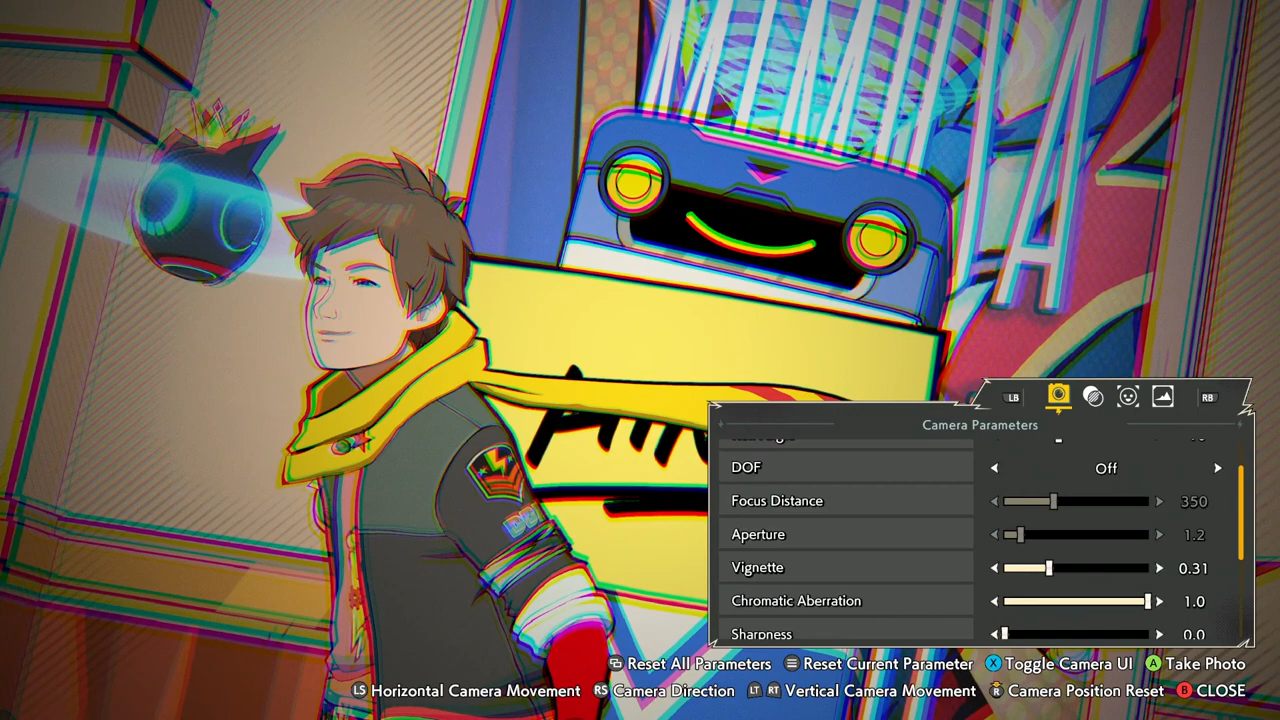 LB
RB
Camera Parameters
DOF
Off
Focus Distance
350
Aperture
1.2
Vignette
0.31
Chromatic Aberration
1.0
Sharpness
0.0
Reset All Parameters
Reset Current Parameter
X Toggle Camera UI
A Take Photo
LS Horizontal Camera Movement
RS Camera Direction
LT RT Vertical Camera Movement
R Camera Position Reset
B CLOSE